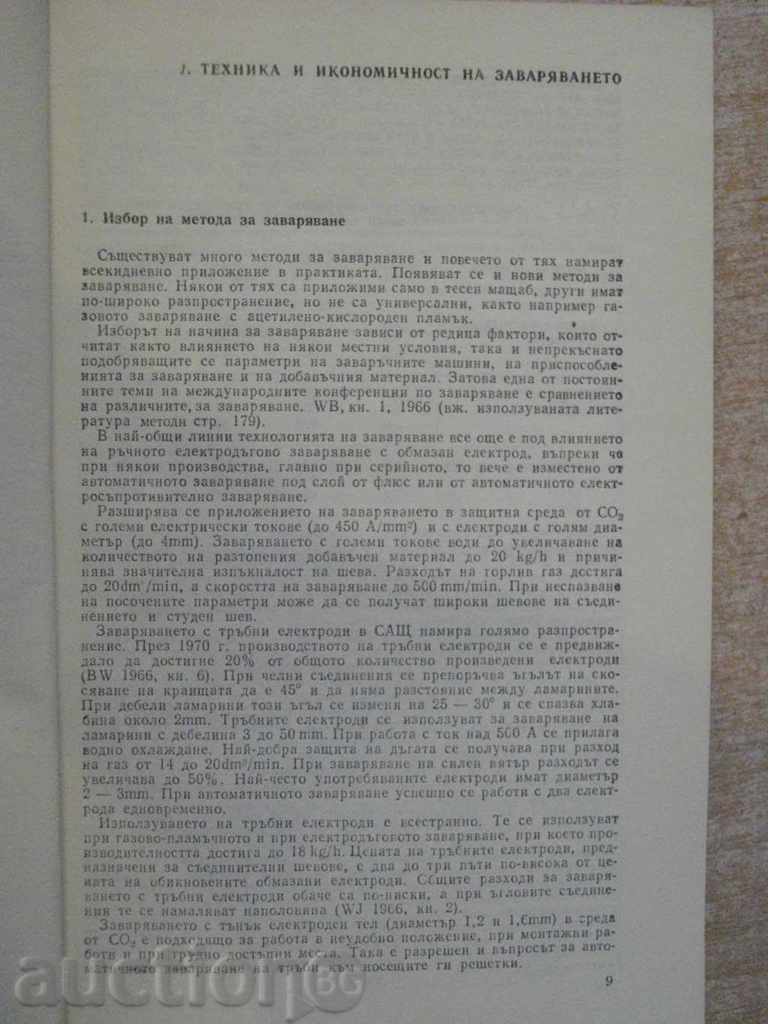 I. ТЕХНИКА И ИКОНОМИЧНОСТ НА ЗАВАРЯВАНЕТО
1. Избор на метода за заваряване
Съществуват много методи за заваряване и повечето от тях намират
всекидневно приложение в практиката. Появяват се и нови методи за
заваряване. Някои от тях са приложими само в тесен мащаб, други имат
по-широко разпространение, но не са универсални, както например га-
зовото заваряване с ацетилено-кислороден пламък.
Изборът на начина за заваряване зависи от редица фактори, които от-
читат както влиянието на някои местни условия, така и непрекъснато
подобряващите се параметри на заваръчните машини, на приспособле-
нията за заваряване и на добавъчния материал. Затова една от постоян-
ните теми на международните конференции по заваряване е сравнението
на различните, за заваряване. WB, кн. 1, 1966 (вж. използуваната лите-
ратура методи стр. 179).
В най-общи линии технологията на заваряване все още е под влиянието
на ръчното електродъгово заваряване с обмазан електрод, въпреки че
при някои производства, главно при серийното, то вече е изместено от
автоматичното заваряване под слой от флюс или от автоматичното елект-
росъпротивително заваряване.
Разширява се приложението на заваряването в защитна среда от CO₂
с големи електрически токове (до 450 A/mm²) и с електроди с голям диа-
метър (до 4mm). Заваряването с големи токове води до увеличаване на
количеството на разтопения добавъчен материал до 20 kg/h и причи-
нява значителна изпъкналост на шева. Разходът на горлив газ достига
до 20dm³/min, а скоростта на заваряване до 500 mm/min. При неспазване
на посочените параметри може да се получат широки шевове на съеди-
нението и студен шев.
Заваряването с тръбни електроди в САЩ намира голямо разпростра-
нение. През 1970 г. производството на тръбни електроди се е предвиж-
дало да достигне 20% от общото количество произведени електроди
(BW 1966, кн. 6). При челни съединения се препоръчва ъгълът на ско-
сяване на краищата да е 45° и да няма разстояние между ламарините.
При дебели ламарини този ъгъл се изменя на 25 — 30° и се спазва хла-
бина около 2mm. Тръбните електроди се използуват за заваряване на
ламарини с дебелина 3 до 50 mm. При работа с ток над 500 A се прилага
водно охлаждане. Най-добра защита на дъгата се получава при разход
на газ от 14 до 20dm³/min. При заваряване на силен вятър разходът се
увеличава до 50%. Най-често употребяваните електроди имат диаметър
2 — 3mm. При автоматичното заваряване успешно се работи с два елект-
рода едновременно.
Използуването на тръбни електроди е всестранно. Те се използуват
при газово-пламъчното и при електродъговото заваряване, при което про-
изводителността достига до 18 kg/h. Цената на тръбните електроди, пред-
назначени за съединителни шевове, с два до три пъти по-висока от це-
ната на обикновените обмазани електроди. Общите разходи за заваря-
ването с тръбни електроди обаче са по-ниски, а при ъгловите съедине-
ния те се намаляват наполовина (WJ 1966, кн. 2).
Заваряването с тънък електроден тел (диаметър 1,2 и 1,6mm) в среда
от CO₂ е подходящо за работа в неудобно положение, при монтажни ра-
боти и при трудно достъпни места. Така е разрешен и въпросът за авто-
матичното заваряване на тръби към носещите ги решетки.
9
auction.BG